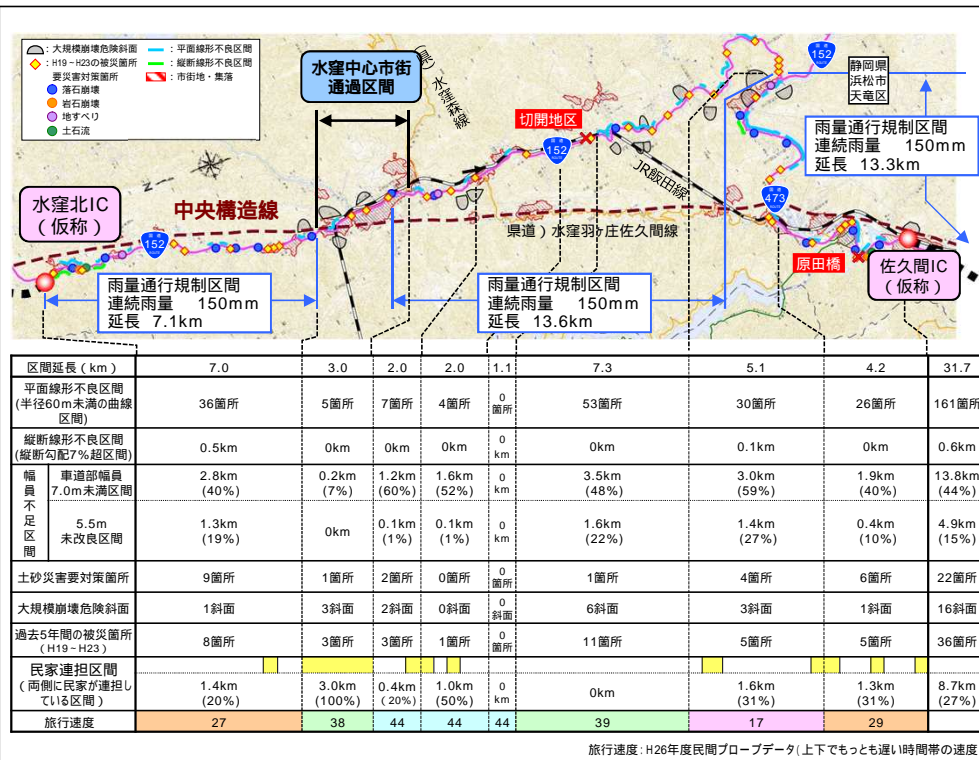 ：大規模崩壊危険斜面
：平面線形不良区間
：H19－H23の被災箇所
：縦断線形不良区間
要災害対策箇所
：市街地・集落
：落石崩壊
：岩石崩壊
：地すべり
：土石流
水窪中心市街
通過区間
(県)水窪森線
国道
152
ROUTE
静岡県
浜松市
天竜区
切開地区
国道
152
ROUTE
雨量通行規制区間
連続雨量　150mm
延長 13.3km
JR飯田線
水窪北IC
（仮称）
中央構造線
国道
152
ROUTE
国道
473
ROUTE
県道）水窪羽ヶ庄佐久間線
原田橋
佐久間IC
（仮称）
雨量通行規制区間
連続雨量　150mm
延長 7.1km
雨量通行規制区間
連続雨量　150mm
延長 13.6km
区間延長（km） 7.0 3.0 2.0 2.0 1.1 7.3 5.1 4.2 31.7
平面線形不良区間
(半径60m未満の曲線
区間)
36箇所 5箇所 7箇所 4箇所 0箇所 53箇所 30箇所 26箇所 161箇所
縦断線形不良区間
(縦断勾配7%超区間)
0.5km 0km 0km 0km 0km 0km 0.1km 0km 0.6km
幅員不足区間
車道部幅員
7.0m未満区間
2.8km 0.2km 1.2km 1.6km 0km 3.5km 3.0km 1.9km 13.8km
(40%) (7%) (60%) (52%) (48%) (59%) (40%) (44%)
5.5m
未改良区間
1.3km 0km 0.1km 0.1km 0km 1.6km 1.4km 0.4km 4.9km
(19%) (1%) (1%) (22%) (27%) (10%) (15%)
土砂災害要対策箇所 9箇所 1箇所 2箇所 0箇所 0箇所 1箇所 4箇所 6箇所 22箇所
大規模崩壊危険斜面 1斜面 3斜面 2斜面 0斜面 0斜面 6斜面 3斜面 1斜面 16斜面
過去5年間の被災箇所
（H19－H23）
8箇所 3箇所 3箇所 1箇所 0箇所 11箇所 5箇所 5箇所 36箇所
民家連担区間
（両側に民家が連担し
ている区間）
1.4km 3.0km 0.4km 1.0km 0km 0km 1.6km 1.3km 8.7km
(20%) (100%) (20%) (50%) (31%) (31%) (27%)
旅行速度 27 38 44 44 44 39 17 29
旅行速度：H26年度民間プローブデータ(上下でもっとも遅い時間帯の速度